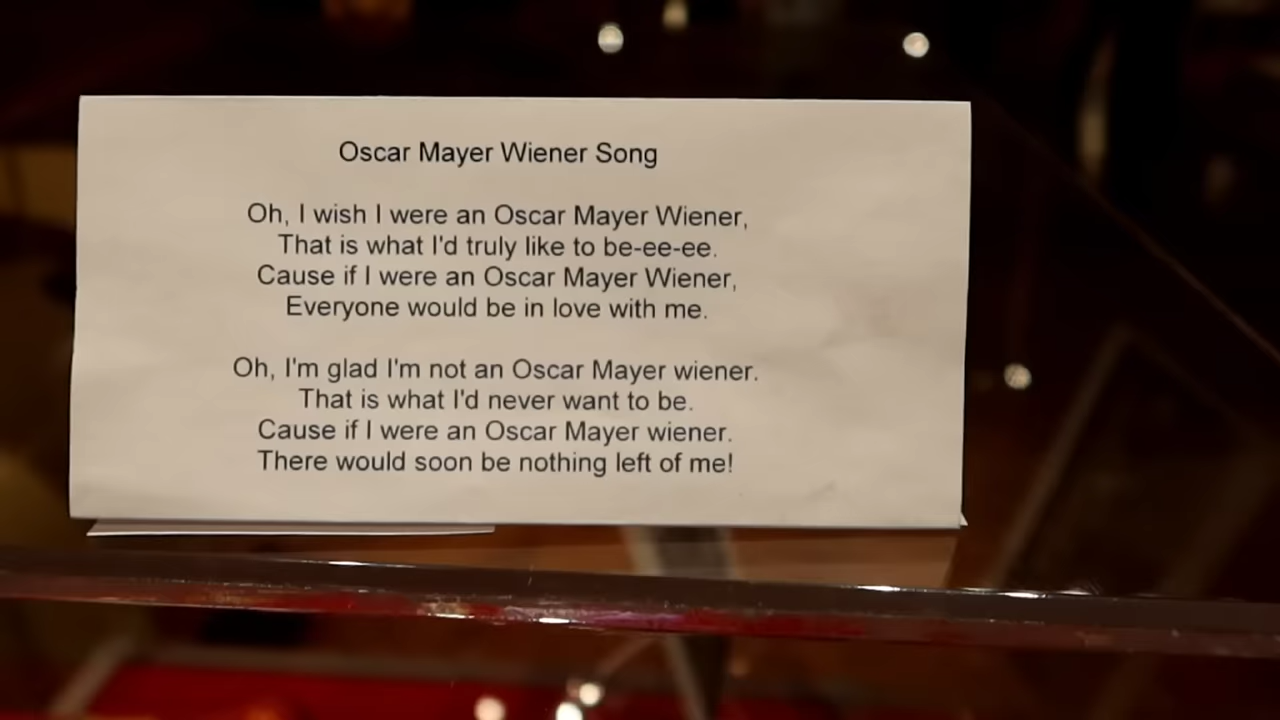 Oscar Mayer Wiener Song
Oh, I wish I were an Oscar Mayer Wiener,
That is what I'd truly like to be-ee-ee.
Cause if I were an Oscar Mayer Wiener,
Everyone would be in love with me.
Oh, I'm glad I'm not an Oscar Mayer wiener.
That is what I'd never want to be.
Cause if I were an Oscar Mayer wiener.
There would soon be nothing left of me!